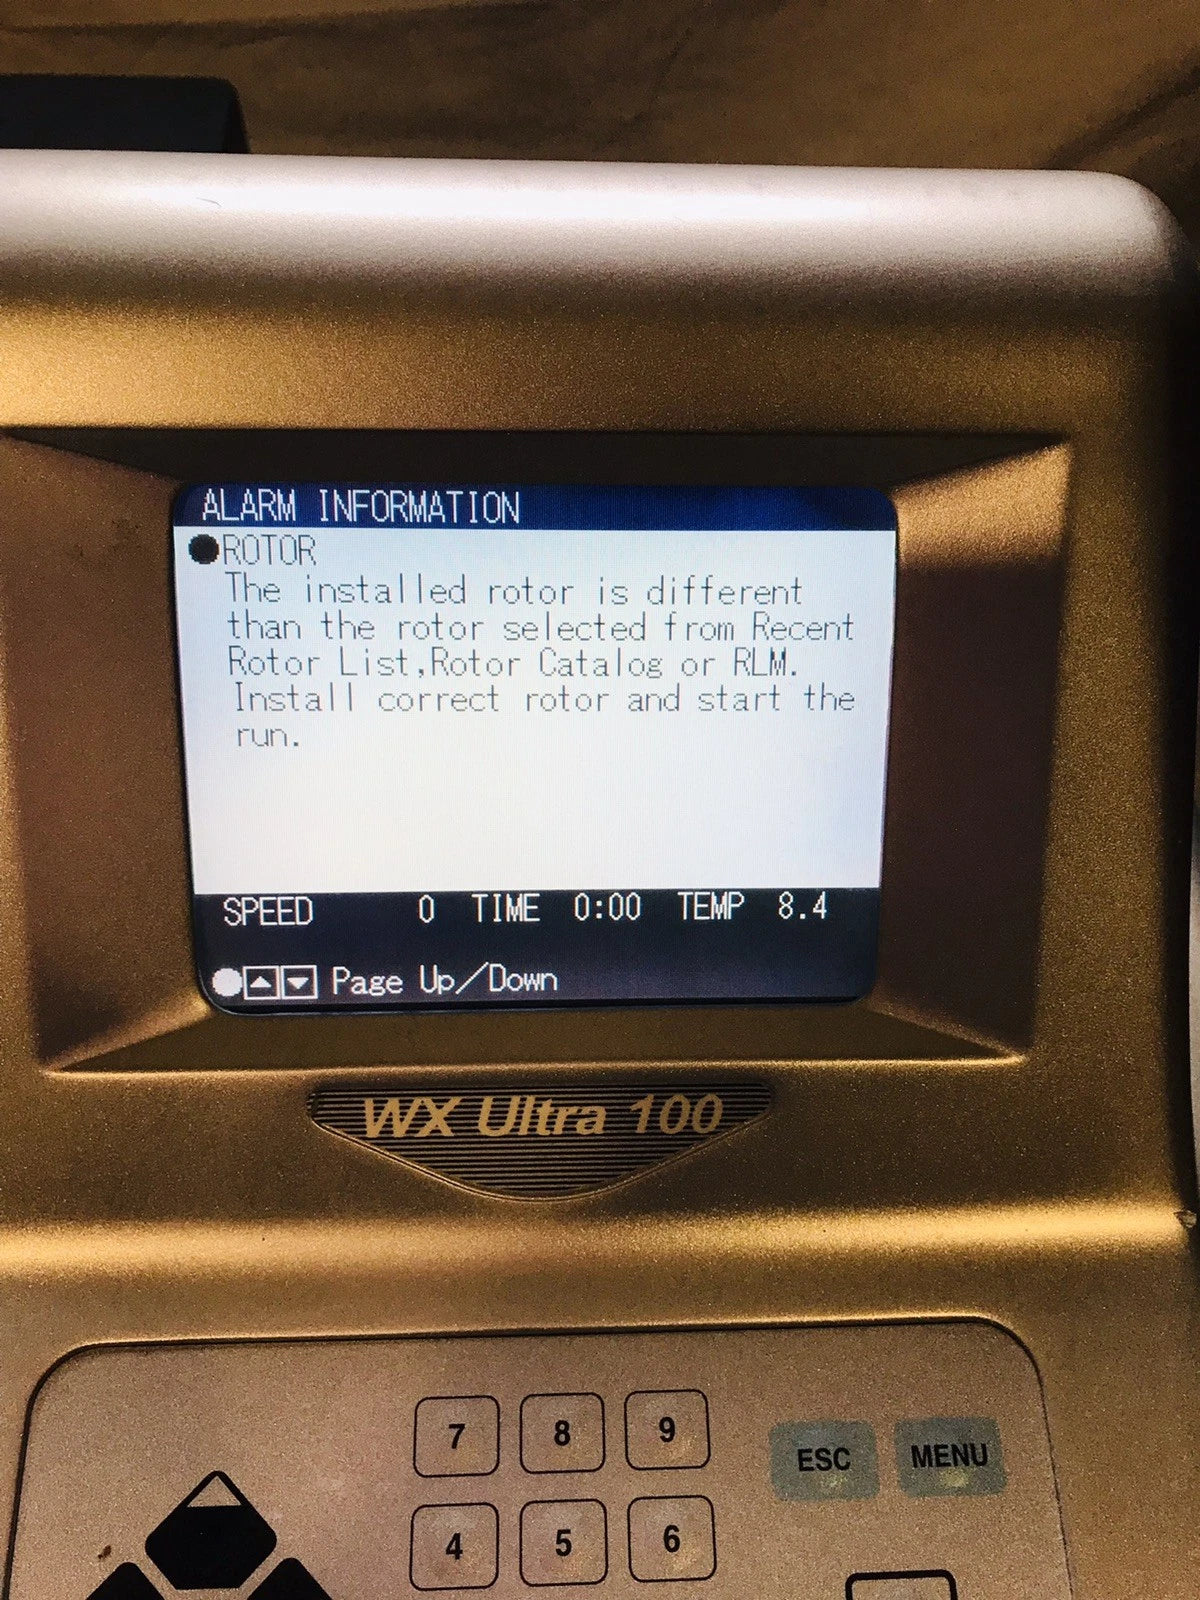 ALARM INFORMATION
ROTOR
The installed rotor is different
than the rotor selected from Recent
Rotor List,Rotor Catalog or RLM.
Install correct rotor and start the
run.
SPEED 0 TIME 0:00 TEMP 8.4
Page Up/Down
WX Ultra 100
7 8 9
ESC MENU
4 5 6